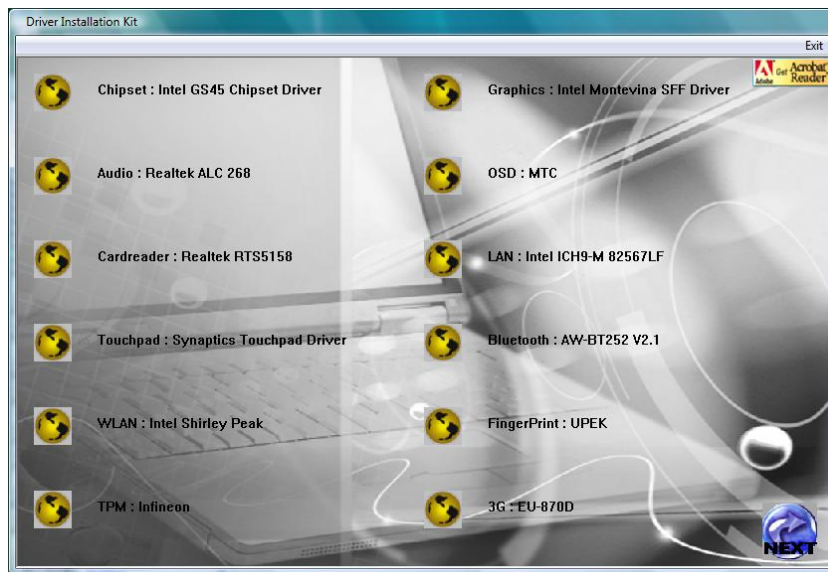 Driver Installation Kit
Exit
Adobe Get Acrobat Reader
Chipset : Intel GS45 Chipset Driver
Graphics : Intel Montevina SFF Driver
Audio : Realtek ALC 268
OSD : MTC
Cardreader : Realtek RTS5158
LAN : Intel ICH9-M 82567LF
Touchpad : Synaptics Touchpad Driver
Bluetooth : AW-BT252 V2.1
WLAN : Intel Shirley Peak
FingerPrint : UPEK
TPM : Infineon
3G : EU-870D
NEXT